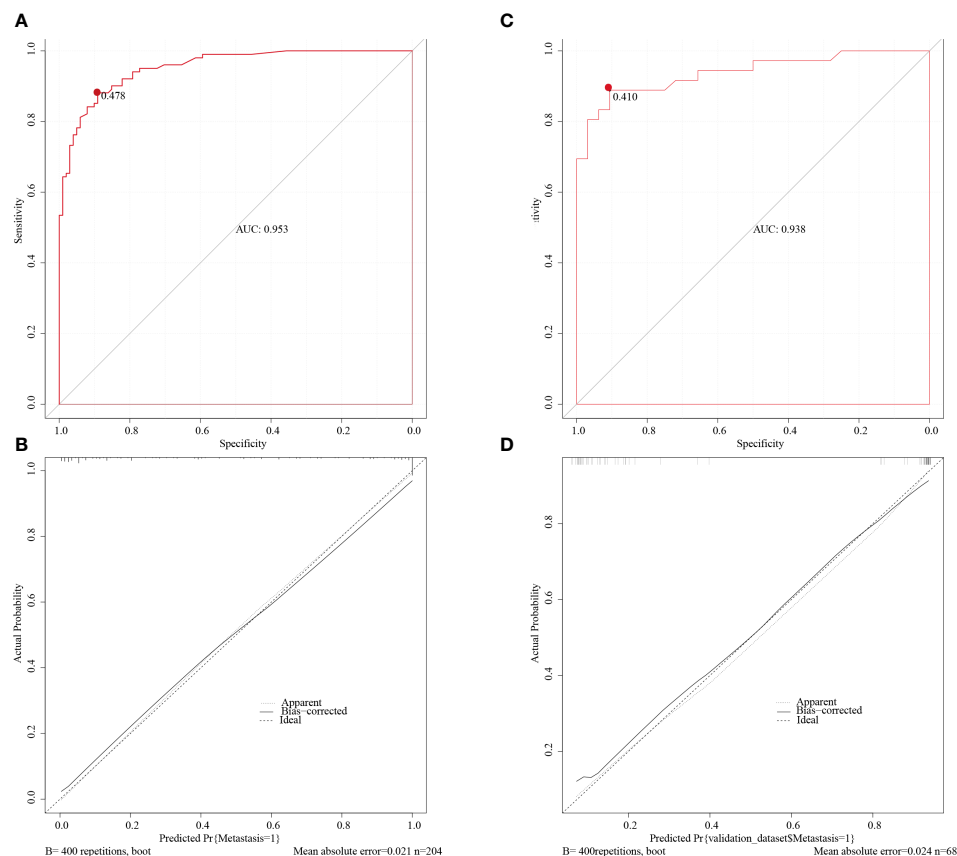 A
1.0
0.8
0.6
0.4
0.2
0.0
Sensitivity
0.478
AUC: 0.953
1.0 0.8 0.6 0.4 0.2 0.0
Specificity
C
1.0
0.8
0.6
0.4
0.2
0.0
:tivity
0.410
AUC: 0.938
1.0 0.8 0.6 0.4 0.2 0.0
Specificity
B
1.0
0.8
0.6
0.4
0.2
0.0
Actual Probability
Apparent
Bias-corrected
Ideal
0.0 0.2 0.4 0.6 0.8 1.0
Predicted Pr{Metastasis=1}
B= 400 repetitions, boot Mean absolute error=0.021 n=204
D
0.8
0.6
0.4
0.2
Actual Probability
Apparent
Bias-corrected
Ideal
0.2 0.4 0.6 0.8
Predicted Pr{validation_dataset$Metastasis=1}
B= 400repetitions, boot Mean absolute error=0.024 n=68